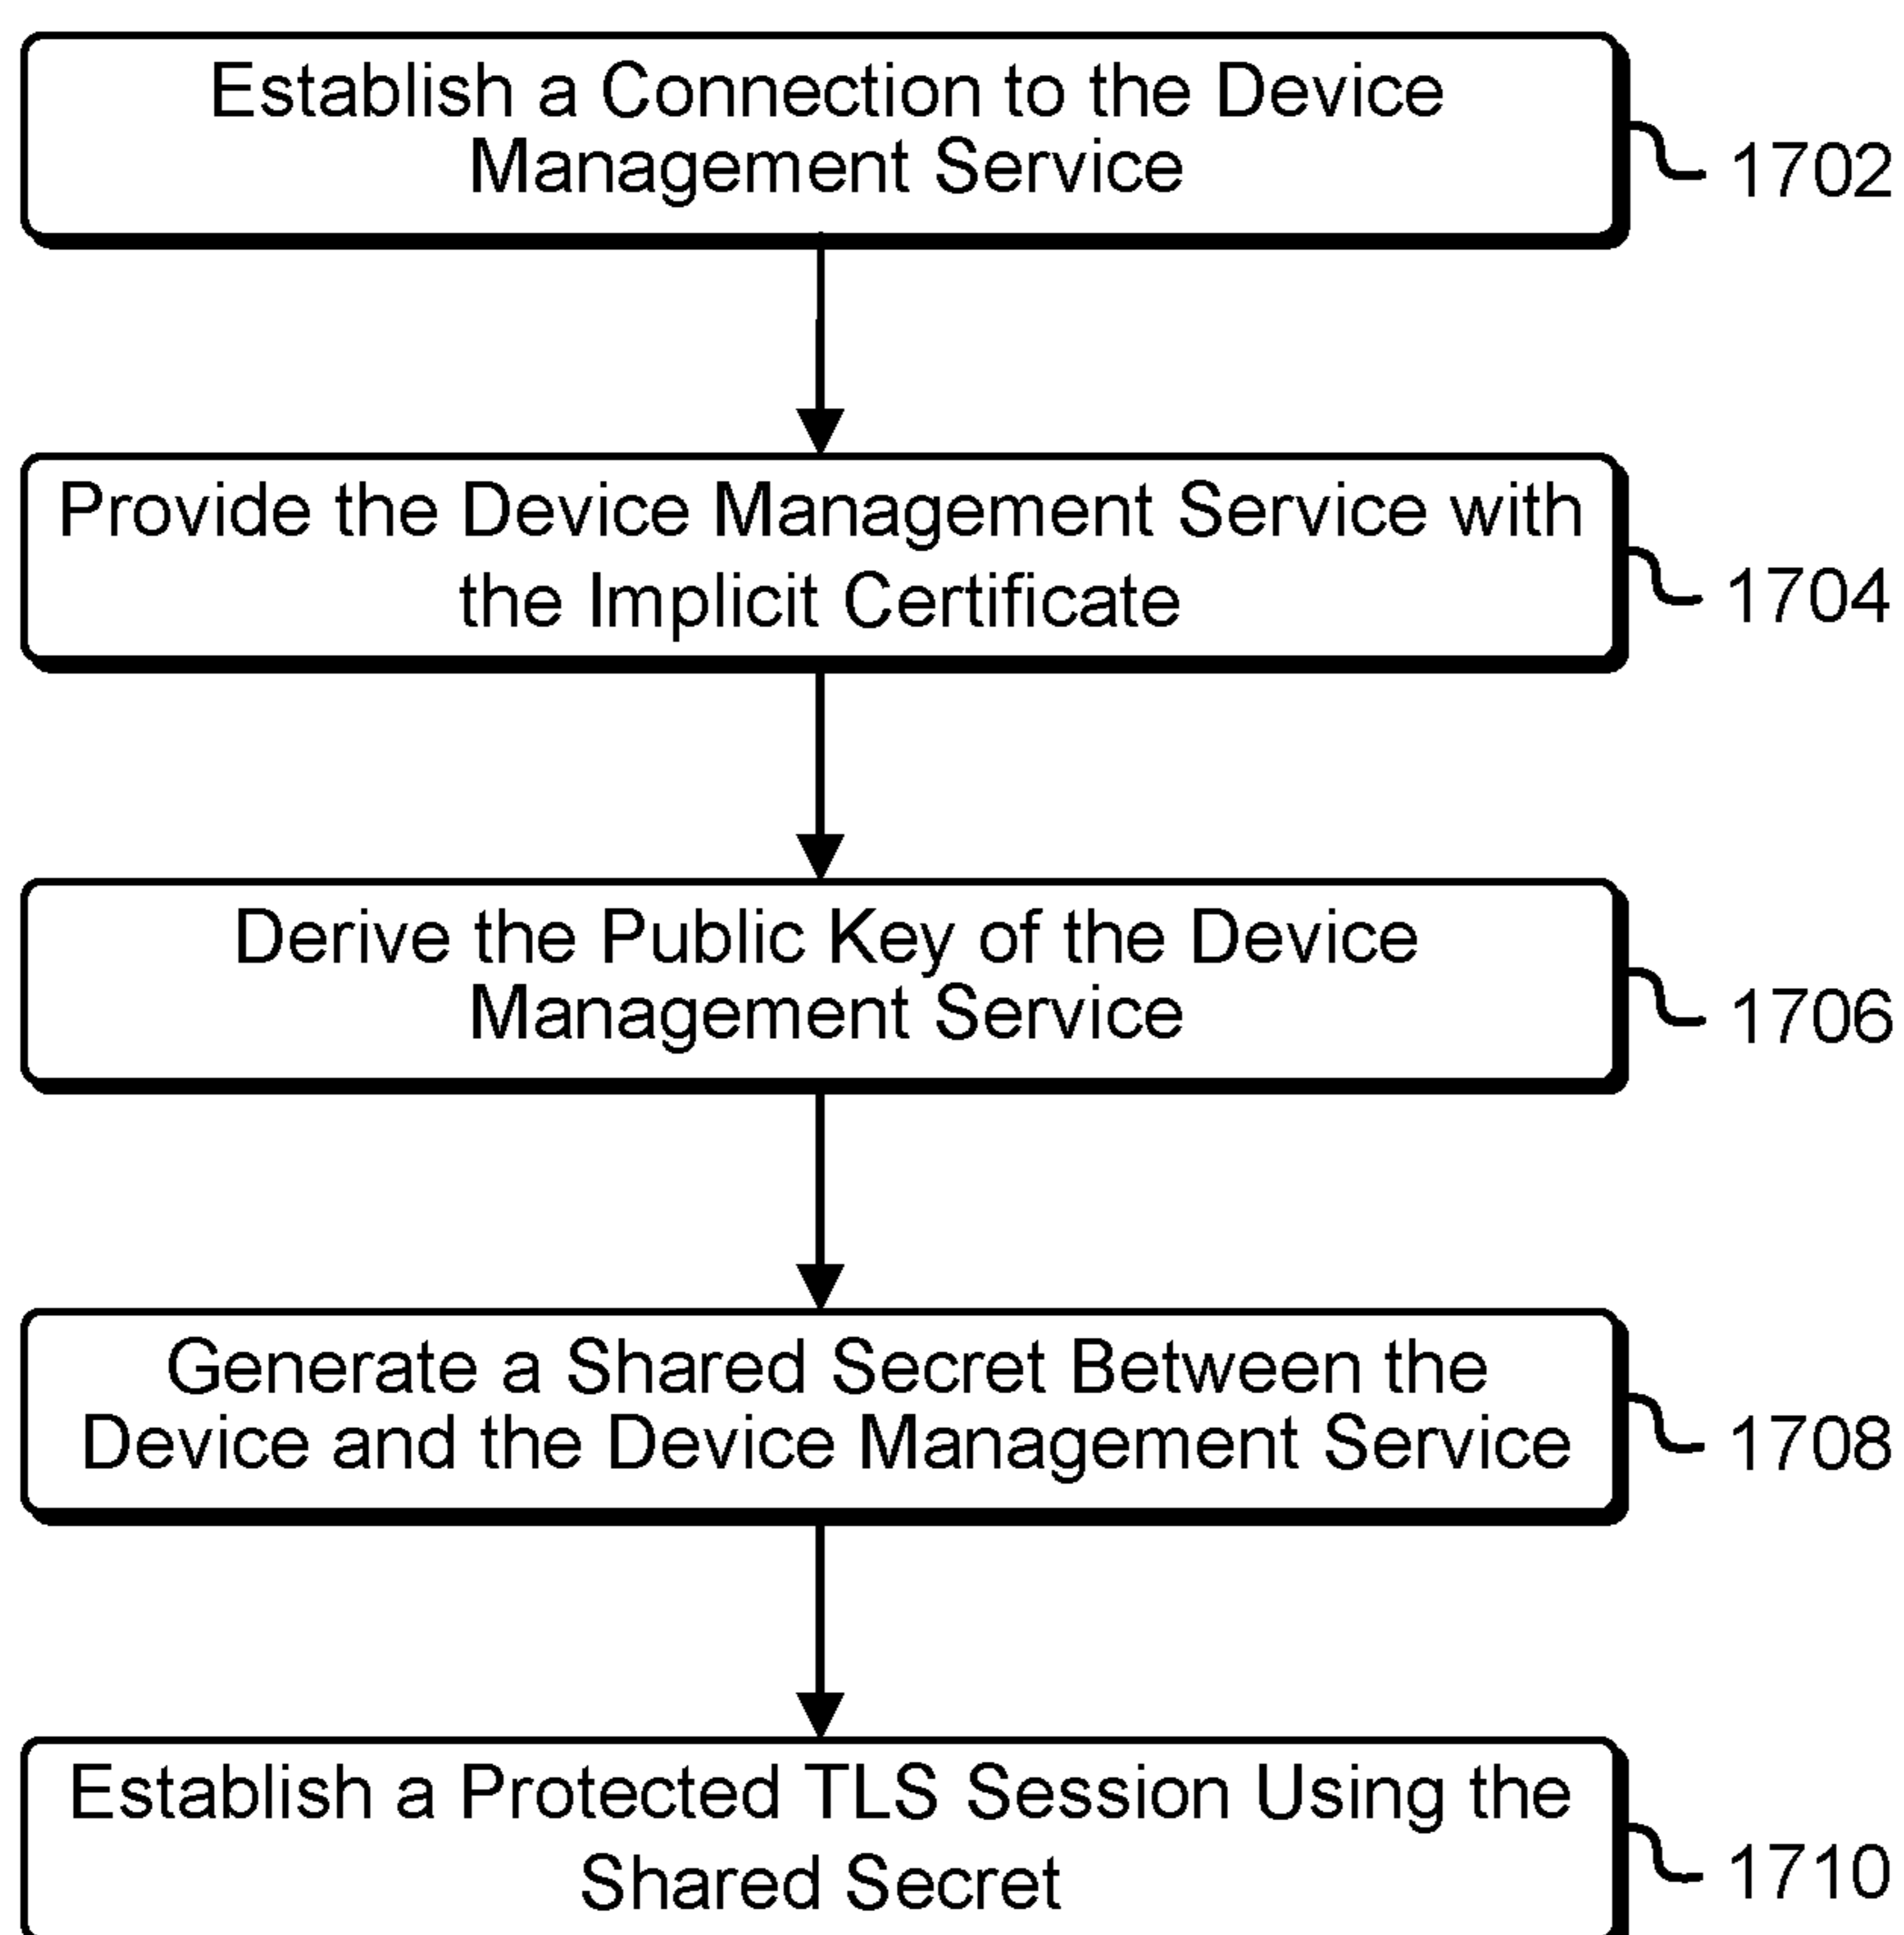 Establish a Connection to the Device
Management Service
1702
Provide the Device Management Service with
the Implicit Certificate
1704
Derive the Public Key of the Device
Management Service
1706
Generate a Shared Secret Between the
Device and the Device Management Service
1708
Establish a Protected TLS Session Using the
Shared Secret
1710